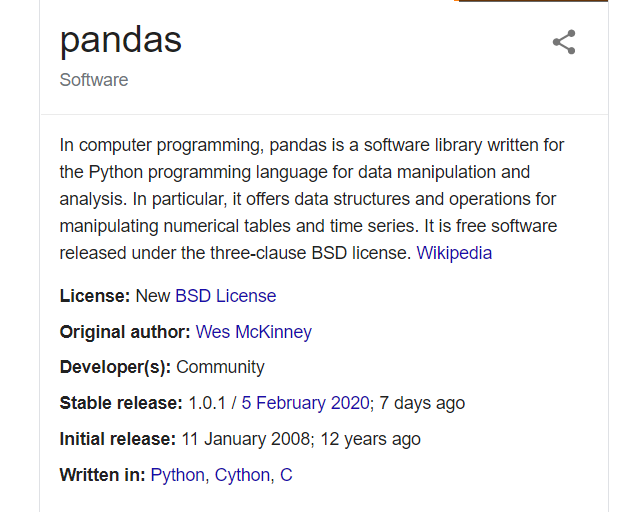 pandas
Software
In computer programming, pandas is a software library written for
the Python programming language for data manipulation and
analysis. In particular, it offers data structures and operations for
manipulating numerical tables and time series. It is free software
released under the three-clause BSD license. Wikipedia
License: New BSD License
Original author: Wes McKinney
Developer(s): Community
Stable release: 1.0.1 / 5 February 2020; 7 days ago
Initial release: 11 January 2008; 12 years ago
Written in: Python, Cython, C